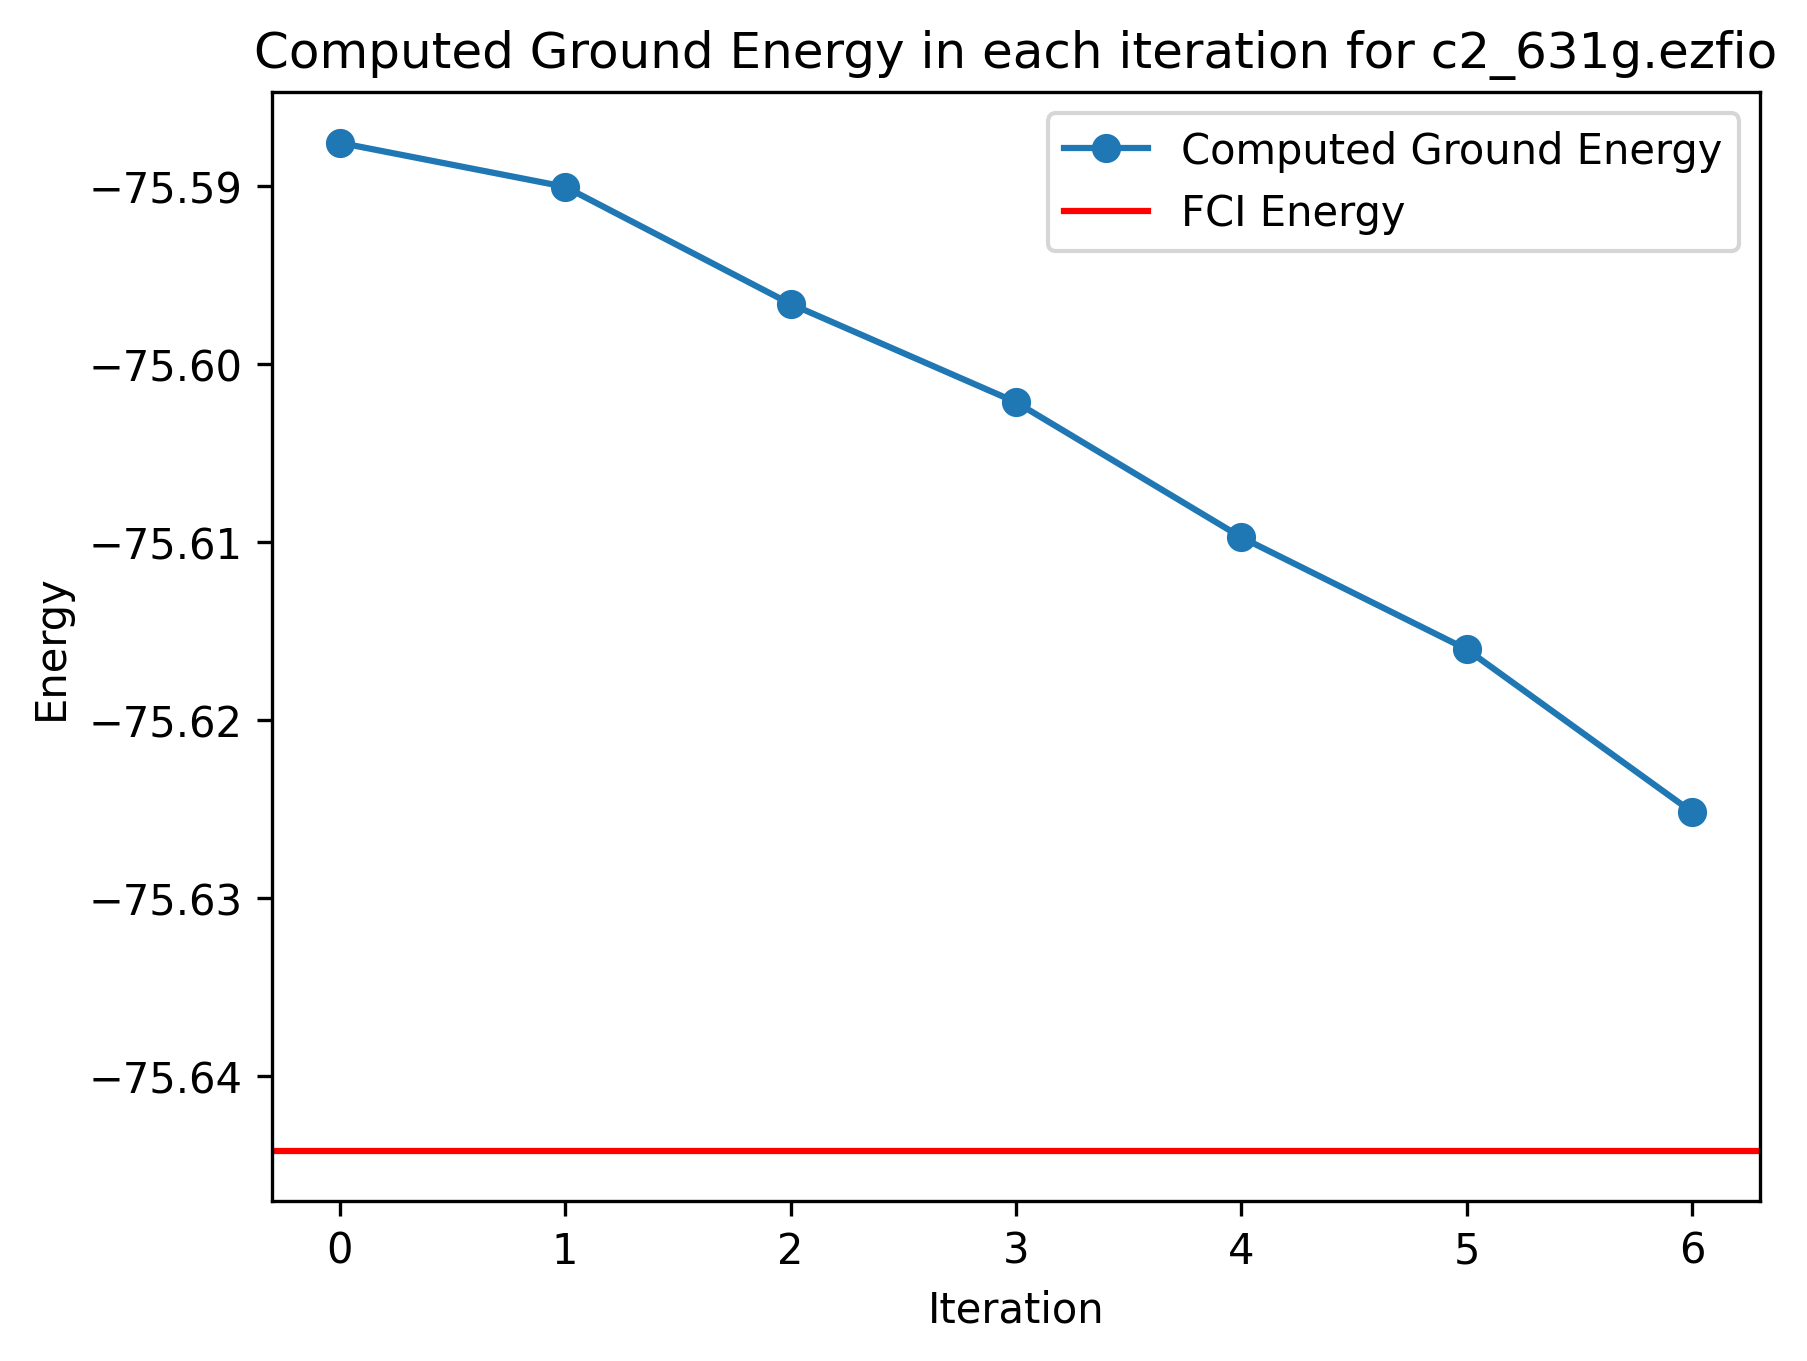 Computed Ground Energy in each iteration for c2_631g.ezfio
Computed Ground Energy
FCI Energy
−75.59
−75.60
−75.61
−75.62
−75.63
−75.64
Energy
0 1 2 3 4 5 6
Iteration